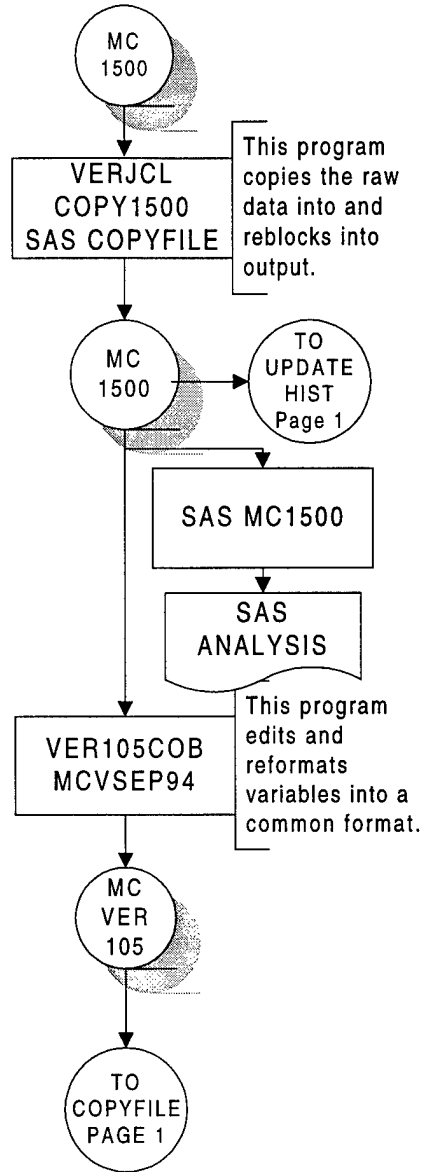 MC
1500
VERJCL
COPY1500
SAS COPYFILE
This program
copies the raw
data into and
reblocks into
output.
MC
1500
TO
UPDATE
HIST
Page 1
SAS MC1500
SAS
ANALYSIS
VER105COB
MCVSEP94
This program
edits and
reformats
variables into a
common format.
MC
VER
105
TO
COPYFILE
PAGE 1